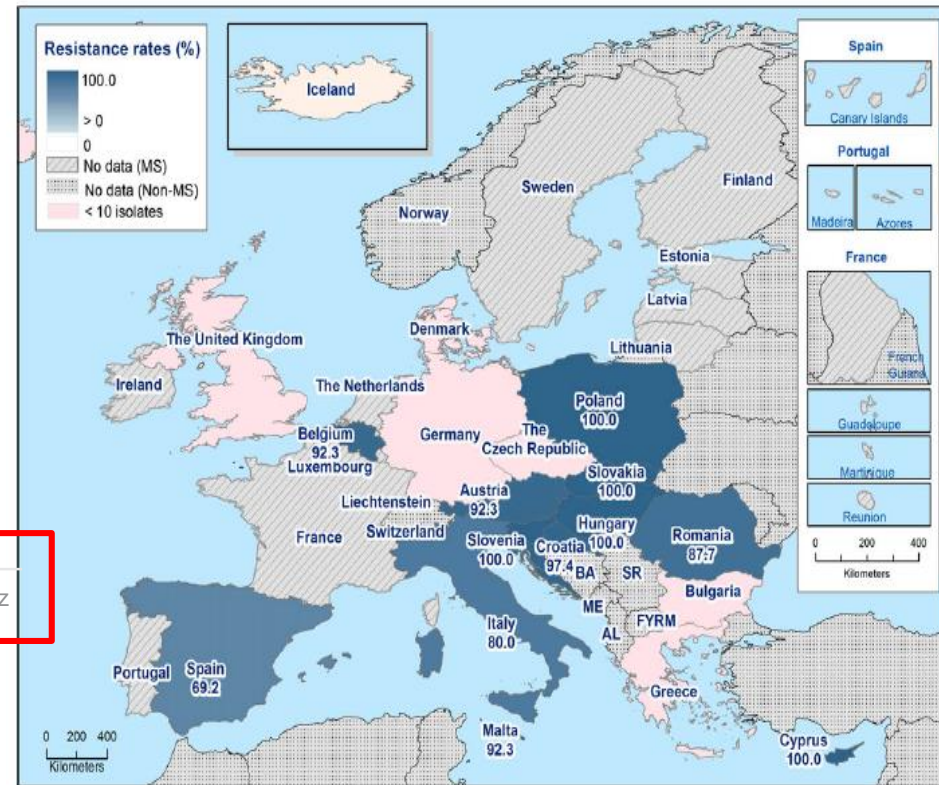 Resistance rates (%)
100.0
> 0
0
No data (MS)
No data (Non-MS)
< 10 isolates
Iceland
Spain
Canary Islands
Portugal
Madeira
Azores
France
French
Guiana
Guadeloupe
Martinique
Reunion
0 200 400
Kilometers
Norway
Sweden
Finland
Estonia
Latvia
Lithuania
Denmark
The United Kingdom
Ireland
The Netherlands
Belgium
92.3
Luxembourg
Germany
Poland
100.0
The
Czech Republic
Slovakia
100.0
Liechtenstein
Austria
92.3
Switzerland
France
Hungary
100.0
Romania
87.7
Slovenia
100.0
Croatia
97.4
BA
SR
Bulgaria
ME
FYRM
AL
Italy
80.0
z
Portugal
Spain
69.2
Greece
Malta
92.3
Cyprus
100.0
0 200 400
Kilometers